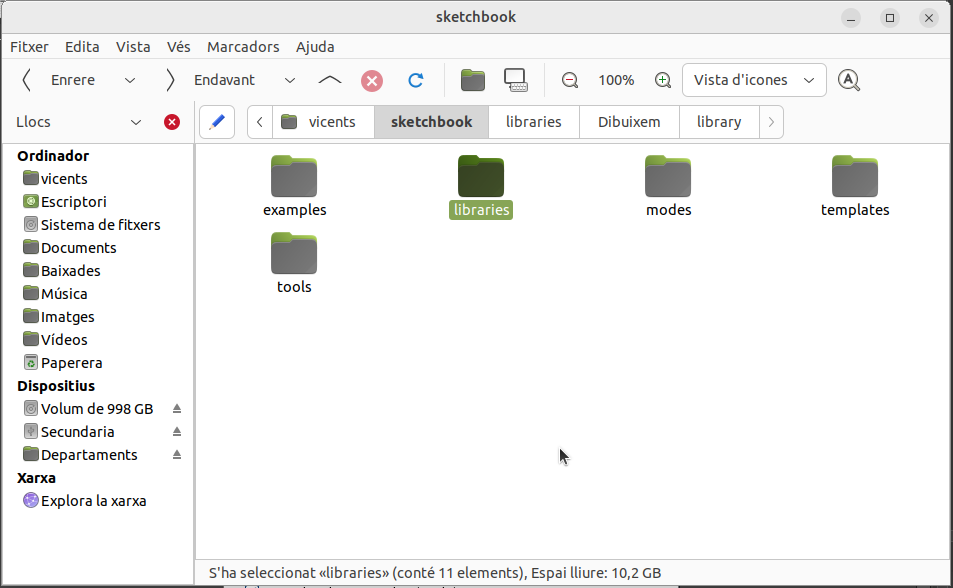 sketchbook
Fitxer Edita Vista Vés Marcadors Ajuda
Enrere Endavant 100% Vista d'icones
Llocs vicents sketchbook libraries Dibuixem library
Ordinador
vicents
Escriptori
Sistema de fitxers
Documents
Baixades
Música
Imatges
Vídeos
Paperera
Dispositius
Volum de 998 GB
Secundaria
Departaments
Xarxa
Explora la xarxa
examples libraries modes templates
tools
S'ha seleccionat «libraries» (conté 11 elements), Espai lliure: 10,2 GB